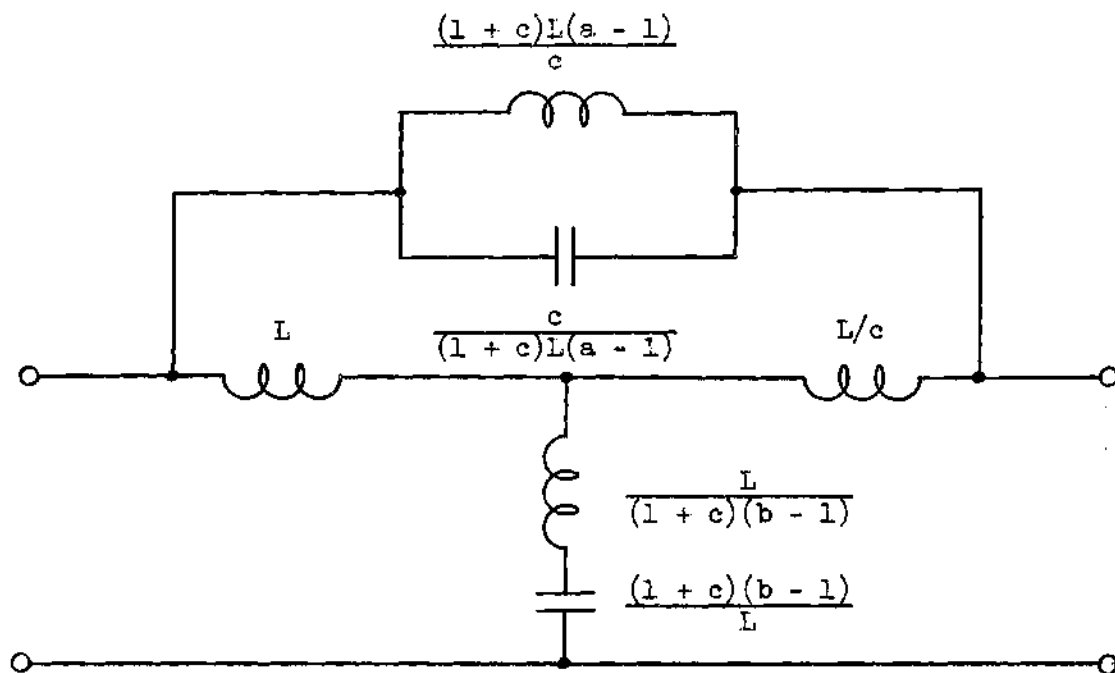 (1 + c)L(a - 1)
c
L
c
(1 + c)L(a - 1)
L/c
L
(1 + c)(b - 1)
(1 + c)(b - 1)
L